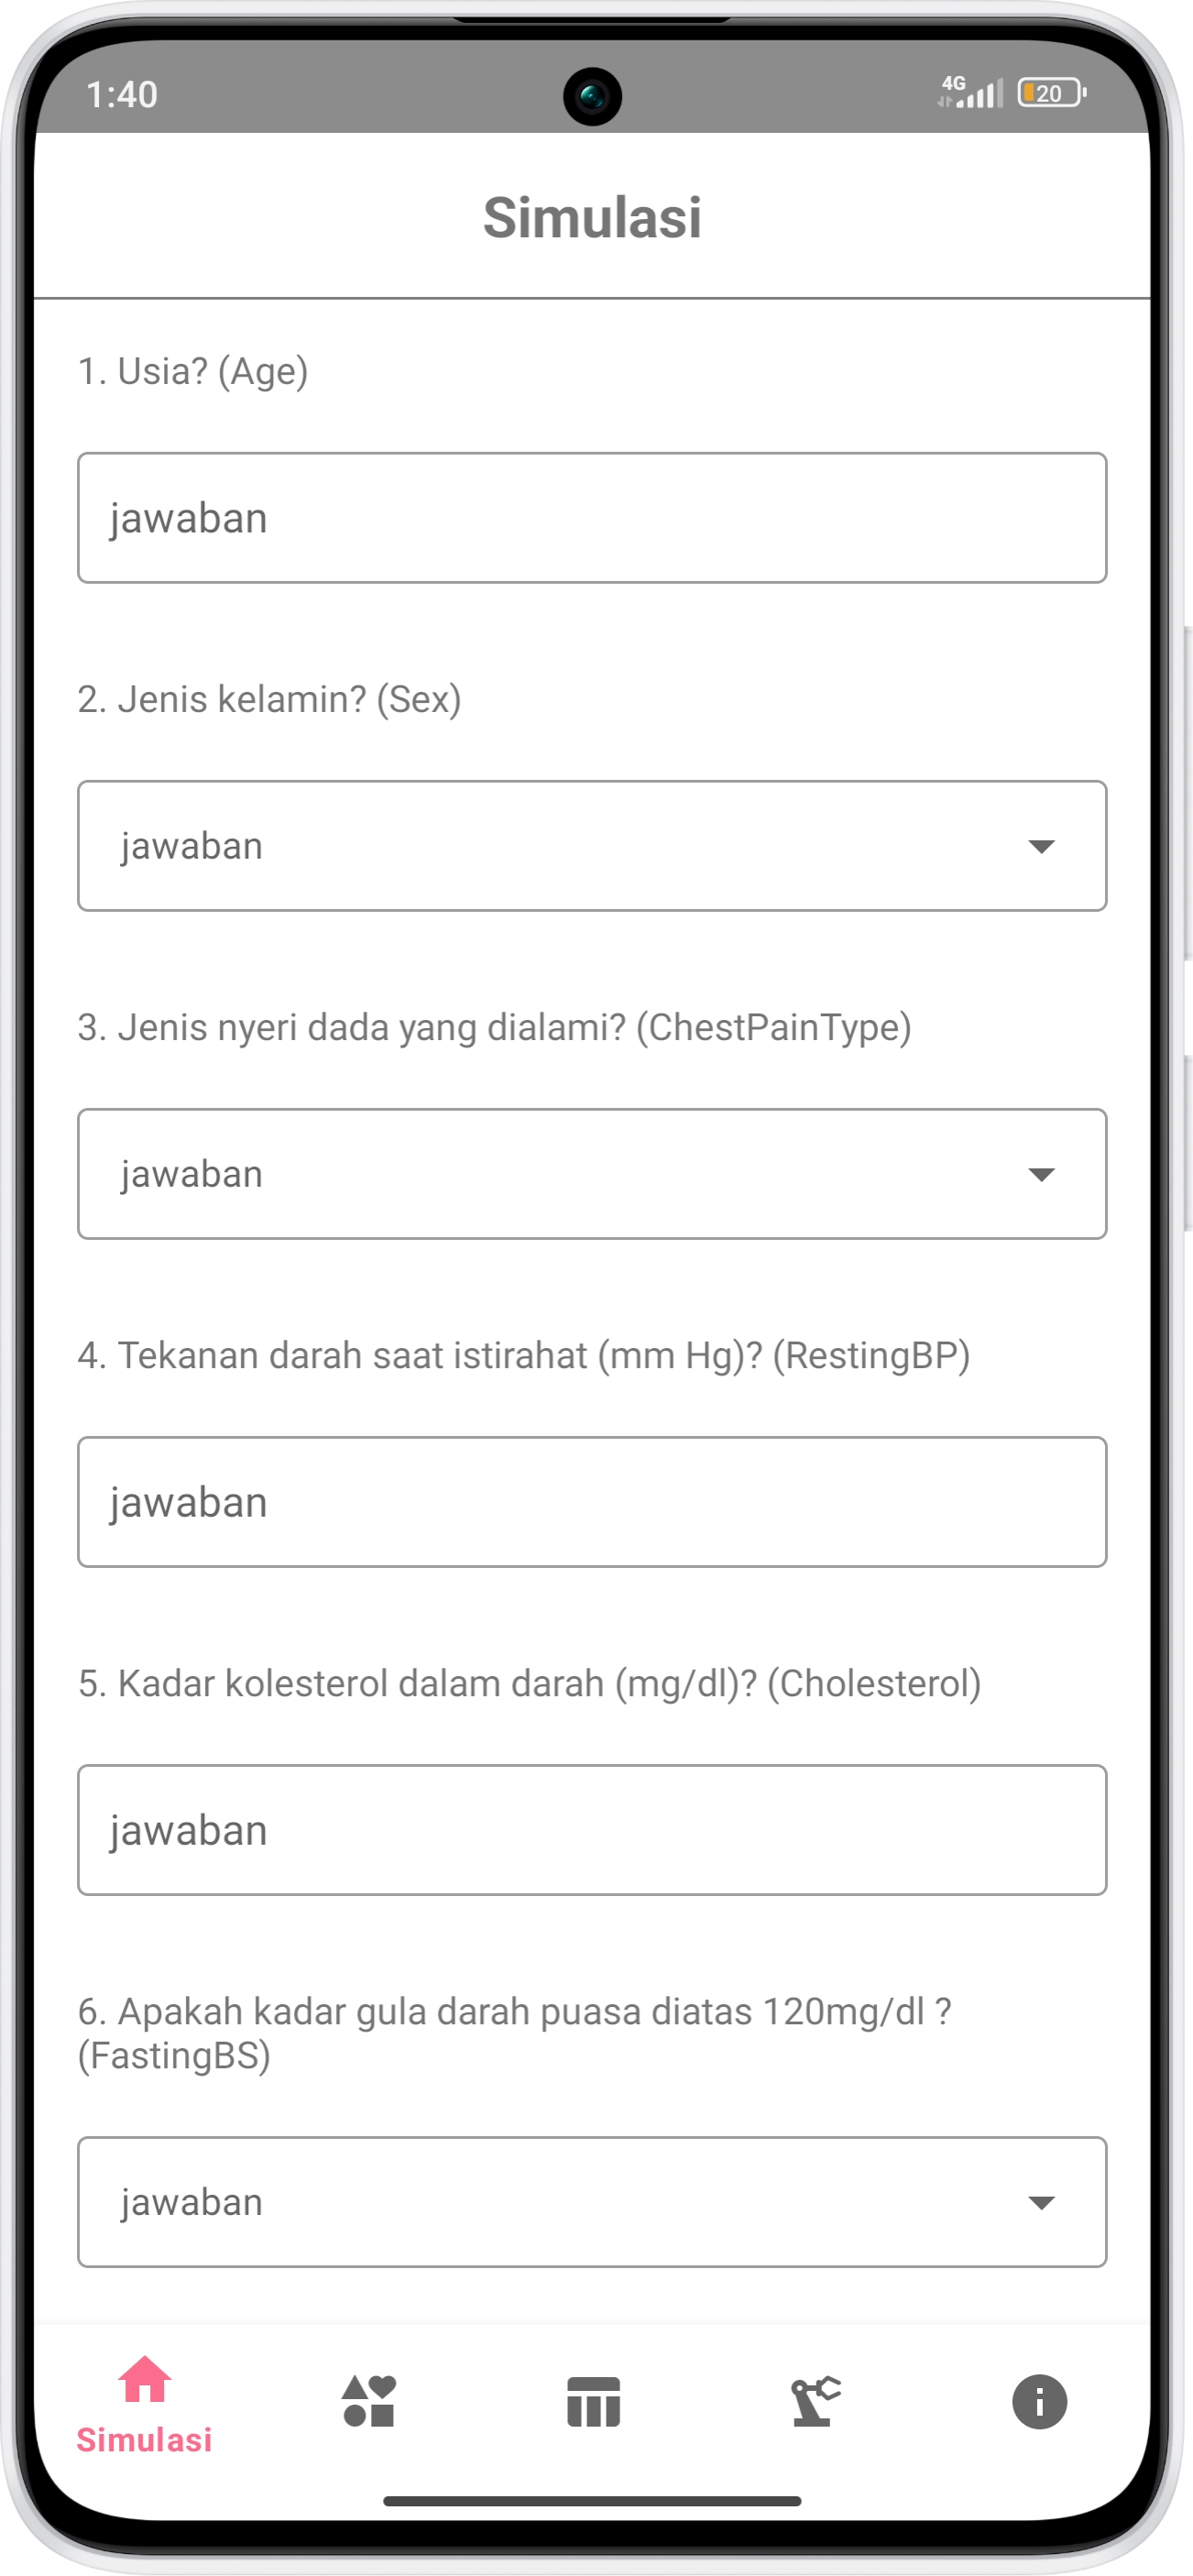 1:40
4G
20
Simulasi
1. Usia? (Age)
jawaban
2. Jenis kelamin? (Sex)
jawaban
3. Jenis nyeri dada yang dialami? (ChestPainType)
jawaban
4. Tekanan darah saat istirahat (mm Hg)? (RestingBP)
jawaban
5. Kadar kolesterol dalam darah (mg/dl)? (Cholesterol)
jawaban
6. Apakah kadar gula darah puasa diatas 120mg/dl ?
(FastingBS)
jawaban
Simulasi